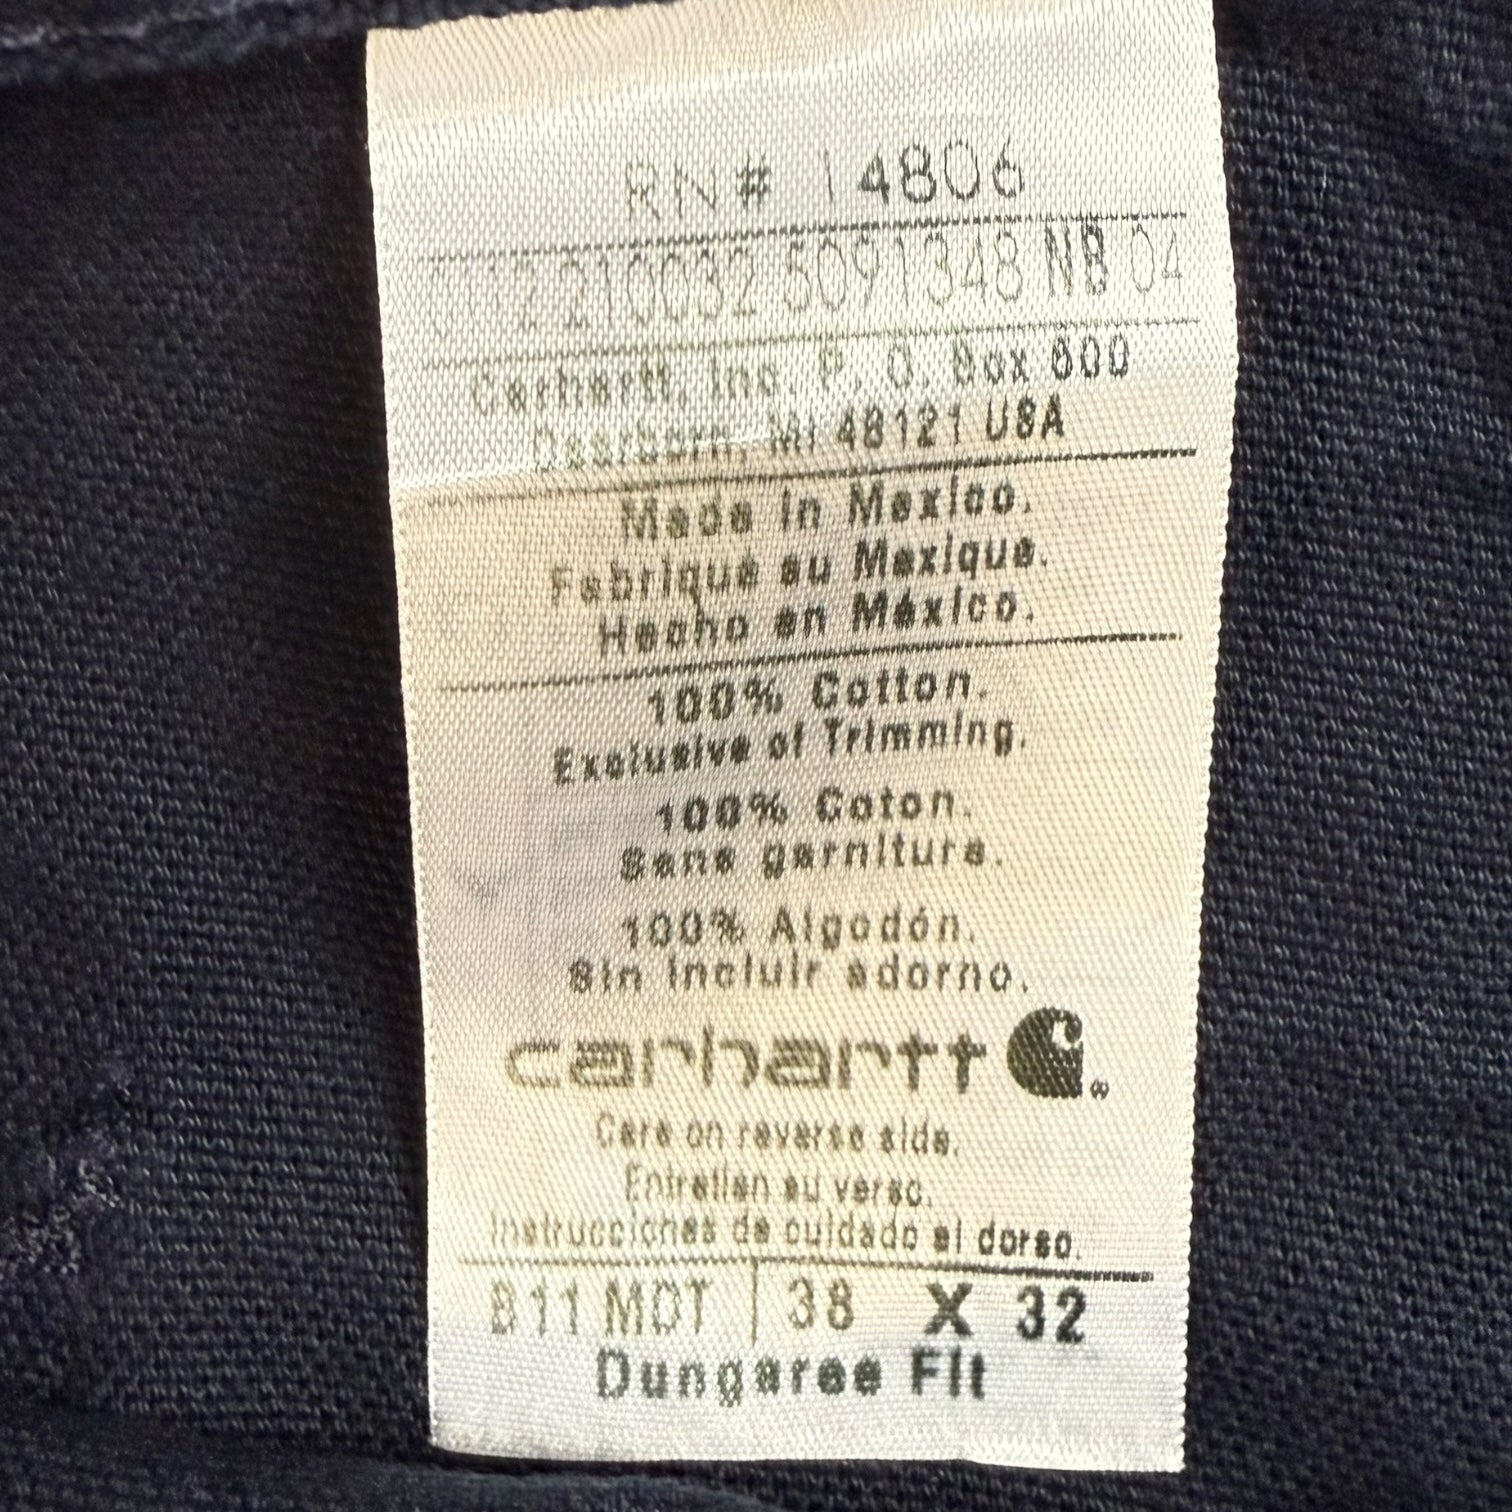 RN# 14806
0112 210032 5091348 NB 04
Carhartt, Inc. P. O. Box 600
Dearborn, MI 48121 USA
Made in Mexico.
Fabriqué au Mexique.
Hecho en México.
100% Cotton.
Exclusive of Trimming.
100% Coton.
Sans garniture.
100% Algodón.
Sin incluir adorno.
carhartt
Care on reverse side.
Entretien au verso.
Instrucciones de cuidado al dorso.
B11 MDT 38 X 32
Dungaree Fit